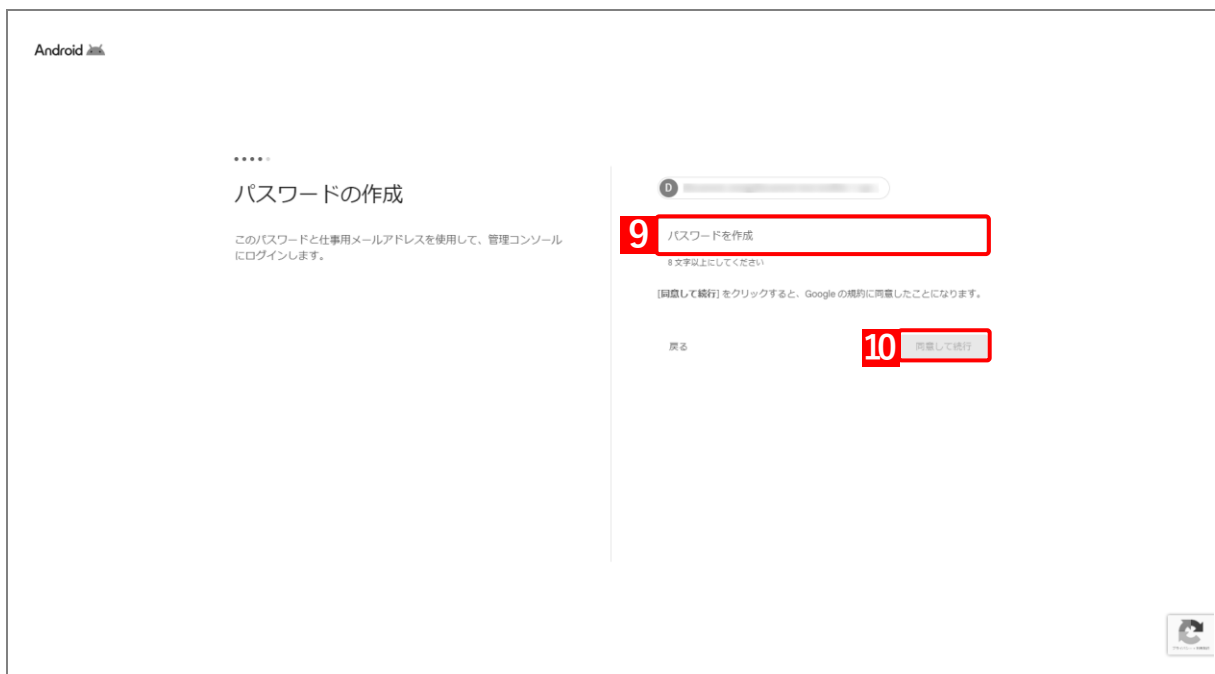 Android
パスワードの作成
このパスワードと仕事用メールアドレスを使用して、管理コンソール
にログインします。
D
9
パスワードを作成
8 文字以上にしてください
[同意して続行] をクリックすると、Google の規約に同意したことになります。
戻る
10
同意して続行